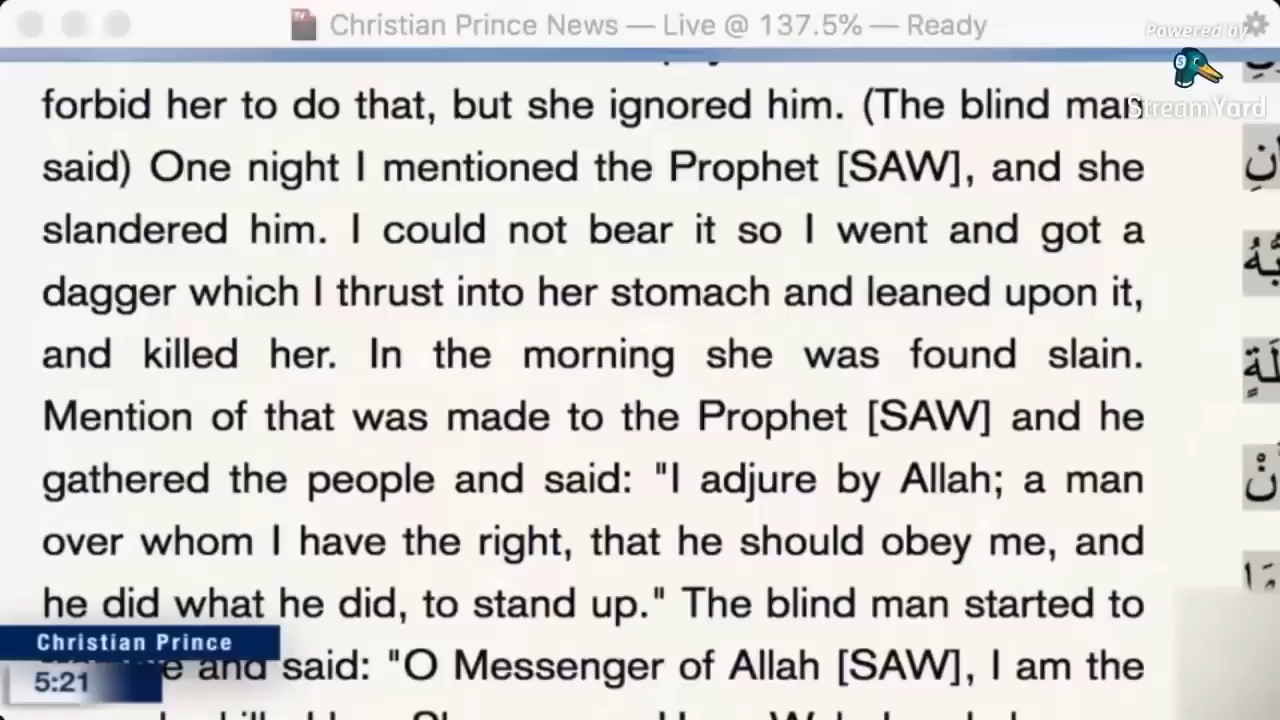 Christian Prince News — Live @ 137.5% — Ready
Powered by
StreamYard
forbid her to do that, but she ignored him. (The blind man
said) One night I mentioned the Prophet [SAW], and she
slandered him. I could not bear it so I went and got a
dagger which I thrust into her stomach and leaned upon it,
and killed her. In the morning she was found slain.
Mention of that was made to the Prophet [SAW] and he
gathered the people and said: "I adjure by Allah; a man
over whom I have the right, that he should obey me, and
he did what he did, to stand up." The blind man started to
and said: "O Messenger of Allah [SAW], I am the
Christian Prince
5:21